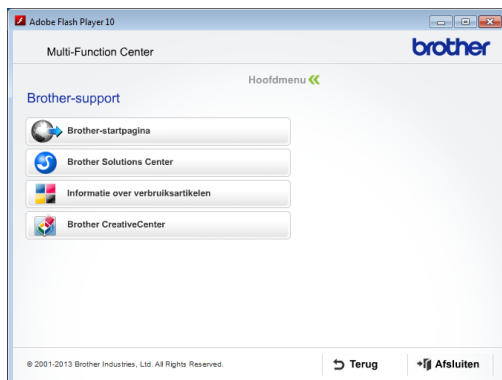 Adobe Flash Player 10
Multi-Function Center
brother
Hoofdmenu
Brother-support
Brother-startpagina
Brother Solutions Center
Informatie over verbruiksartikelen
Brother CreativeCenter
© 2001-2013 Brother Industries, Ltd. All Rights Reserved.
Terug
Afsluiten